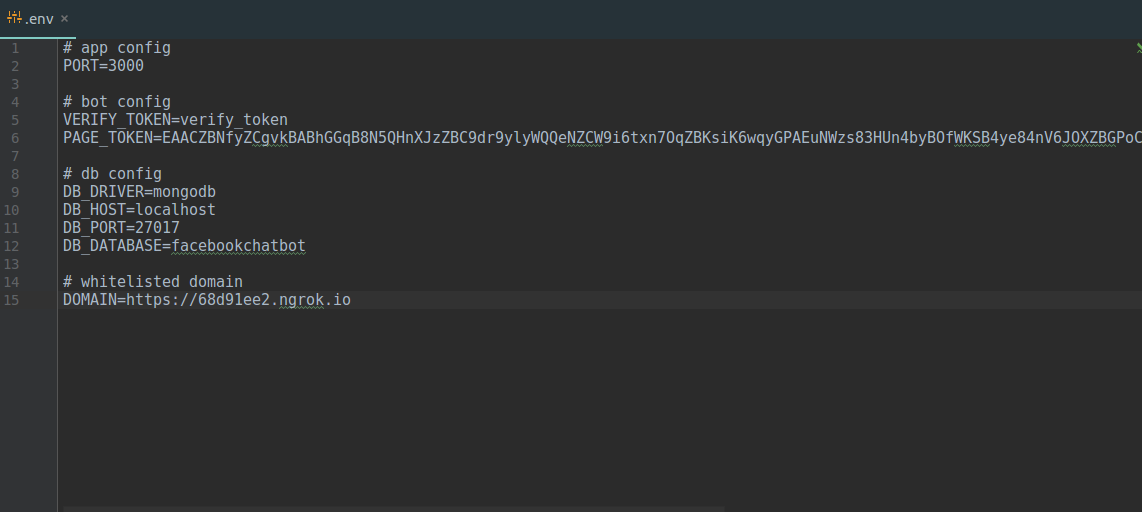 .env ×
1 # app config
2 PORT=3000
3
4 # bot config
5 VERIFY_TOKEN=verify_token
6 PAGE_TOKEN=EAACZBNfyZCgvkBABhGGqB8N5QHnXJzZBC9dr9ylyWQQeNZCW9i6txn7OqZBKsiK6wqyGPAEuNWzs83HUn4byBOfWKSB4ye84nV6JOXZBGPoC
7
8 # db config
9 DB_DRIVER=mongodb
10 DB_HOST=localhost
11 DB_PORT=27017
12 DB_DATABASE=facebookchatbot
13
14 # whitelisted domain
15 DOMAIN=https://68d91ee2.ngrok.io